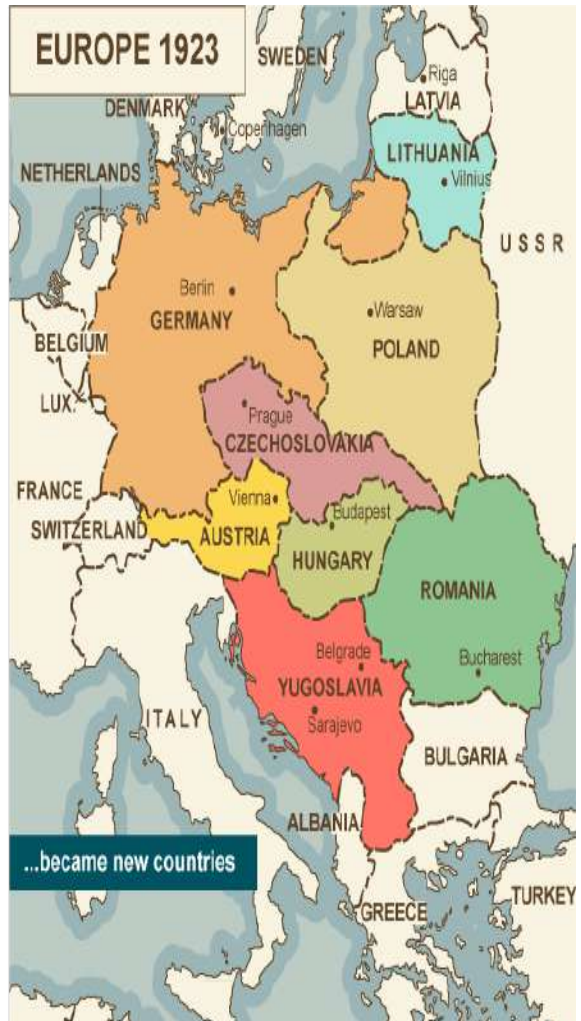 EUROPE 1923
SWEDEN
Riga
LATVIA
DENMARK
Copenhagen
LITHUANIA
Vilnius
NETHERLANDS
USSR
Berlin
GERMANY
Warsaw
POLAND
BELGIUM
LUX.
Prague
CZECHOSLOVAKIA
FRANCE
Vienna
Budapest
SWITZERLAND
AUSTRIA
HUNGARY
ROMANIA
Belgrade
Bucharest
YUGOSLAVIA
Sarajevo
ITALY
BULGARIA
ALBANIA
...became new countries
TURKEY
GREECE